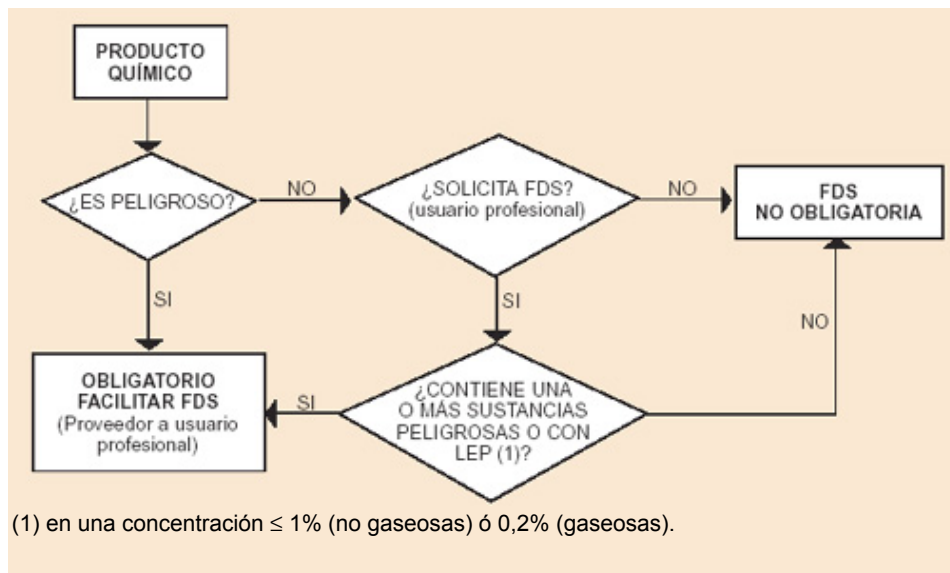 PRODUCTO
QUÍMICO
¿ES PELIGROSO?
NO
¿SOLICITA FDS?
(usuario profesional)
NO
FDS
NO OBLIGATORIA
SI
SI
NO
OBLIGATORIO
FACILITAR FDS
(Proveedor a usuario
profesional)
SI
¿CONTIENE UNA
O MÁS SUSTANCIAS
PELIGROSAS O CON
LEP (1)?
(1) en una concentración ≤ 1% (no gaseosas) ó 0,2% (gaseosas).